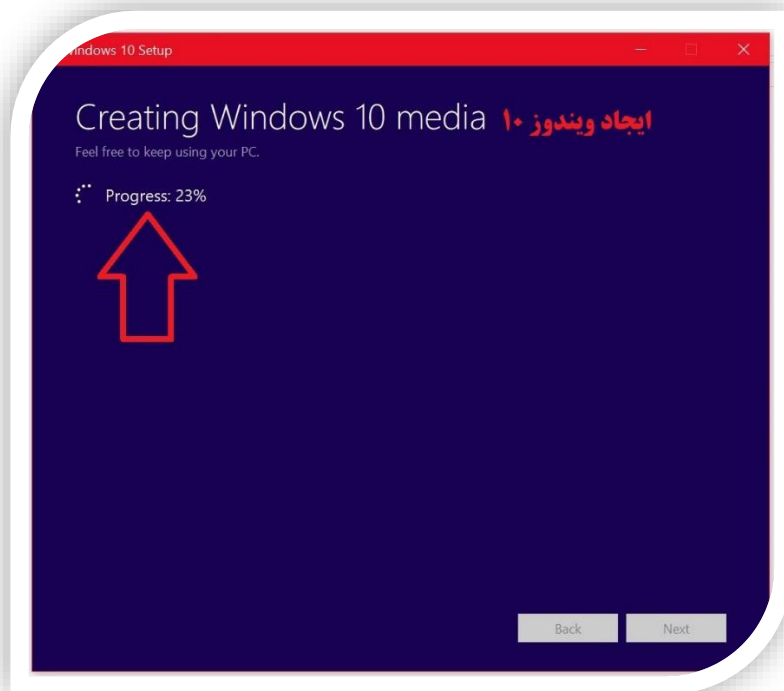 Windows 10 Setup
Creating Windows 10 media ایجاد ویندوز ۱۰
Feel free to keep using your PC.
Progress: 23%
Back Next